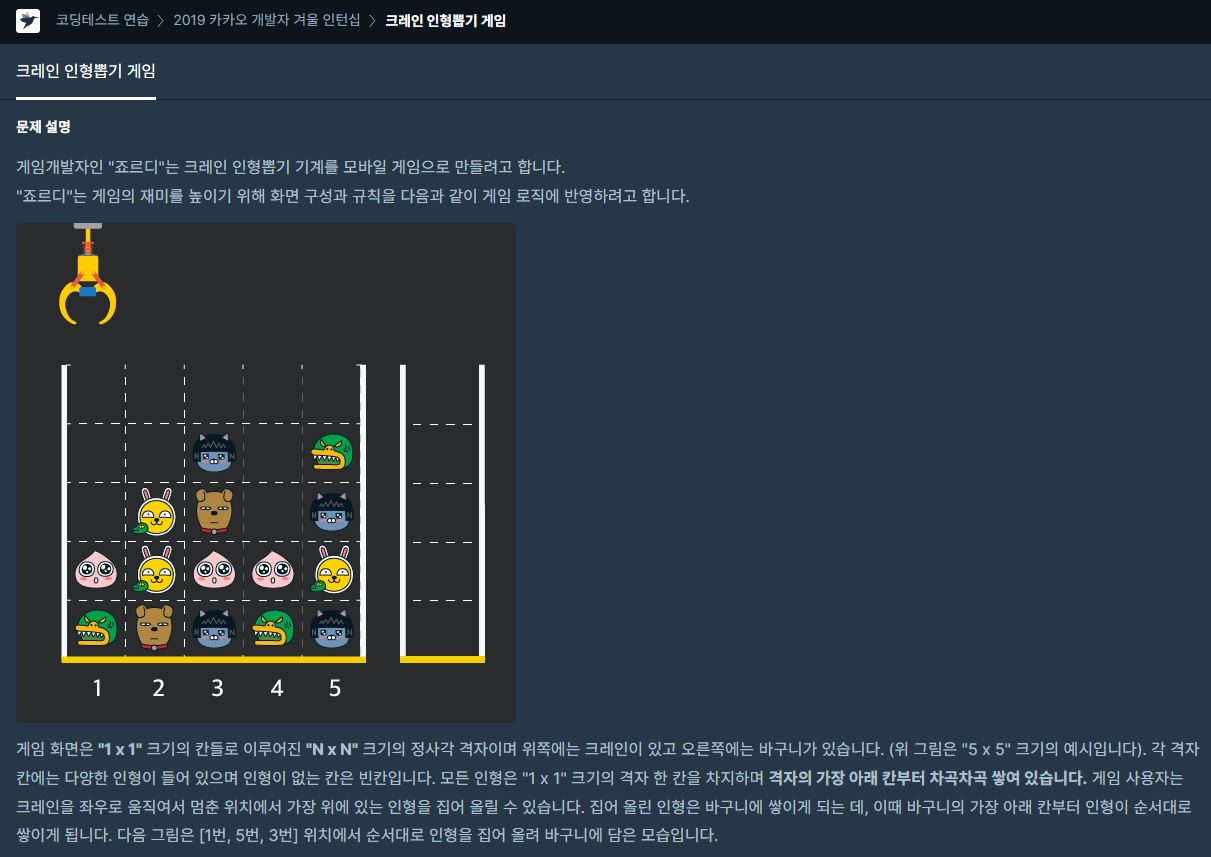 코딩테스트 연습 > 2019 카카오 개발자 겨울 인턴십 > 크레인 인형뽑기 게임
크레인 인형뽑기 게임
문제 설명
게임개발자인 "죠르디"는 크레인 인형뽑기 기계를 모바일 게임으로 만들려고 합니다.
"죠르디"는 게임의 재미를 높이기 위해 화면 구성과 규칙을 다음과 같이 게임 로직에 반영하려고 합니다.
1 2 3 4 5
게임 화면은 "1 x 1" 크기의 칸들로 이루어진 "N x N" 크기의 정사각 격자이며 위쪽에는 크레인이 있고 오른쪽에는 바구니가 있습니다. (위 그림은 "5 x 5" 크기의 예시입니다). 각 격자
칸에는 다양한 인형이 들어 있으며 인형이 없는 칸은 빈칸입니다. 모든 인형은 "1 x 1" 크기의 격자 한 칸을 차지하며 격자의 가장 아래 칸부터 차곡차곡 쌓여 있습니다. 게임 사용자는
크레인을 좌우로 움직여서 멈춘 위치에서 가장 위에 있는 인형을 집어 올릴 수 있습니다. 집어 올린 인형은 바구니에 쌓이게 되는 데, 이때 바구니의 가장 아래 칸부터 인형이 순서대로
쌓이게 됩니다. 다음 그림은 [1번, 5번, 3번] 위치에서 순서대로 인형을 집어 올려 바구니에 담은 모습입니다.